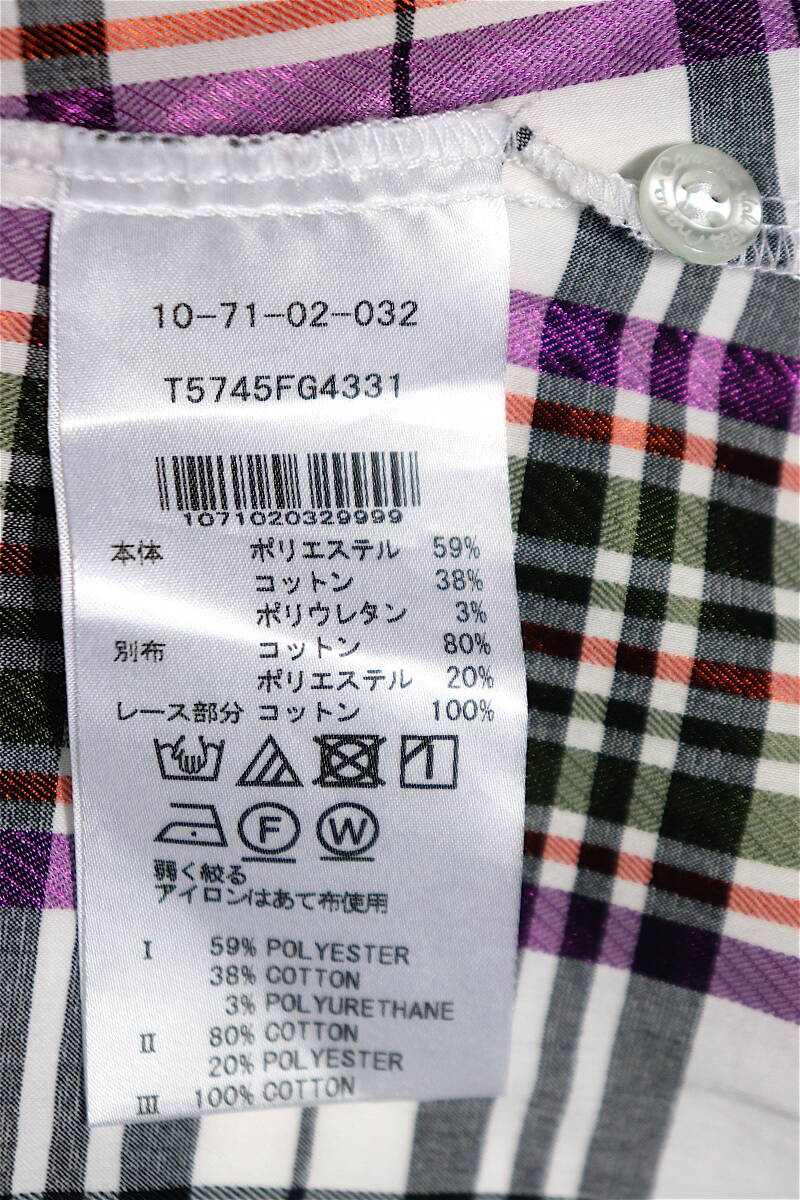 10-71-02-032
T5745FG4331
1071020329999
本体 ポリエステル 59%
コットン 38%
ポリウレタン 3%
別布 コットン 80%
ポリエステル 20%
レース部分 コットン 100%
F W
弱く絞る
アイロンはあて布使用
I 59% POLYESTER
38% COTTON
3% POLYURETHANE
II 80% COTTON
20% POLYESTER
III 100% COTTON